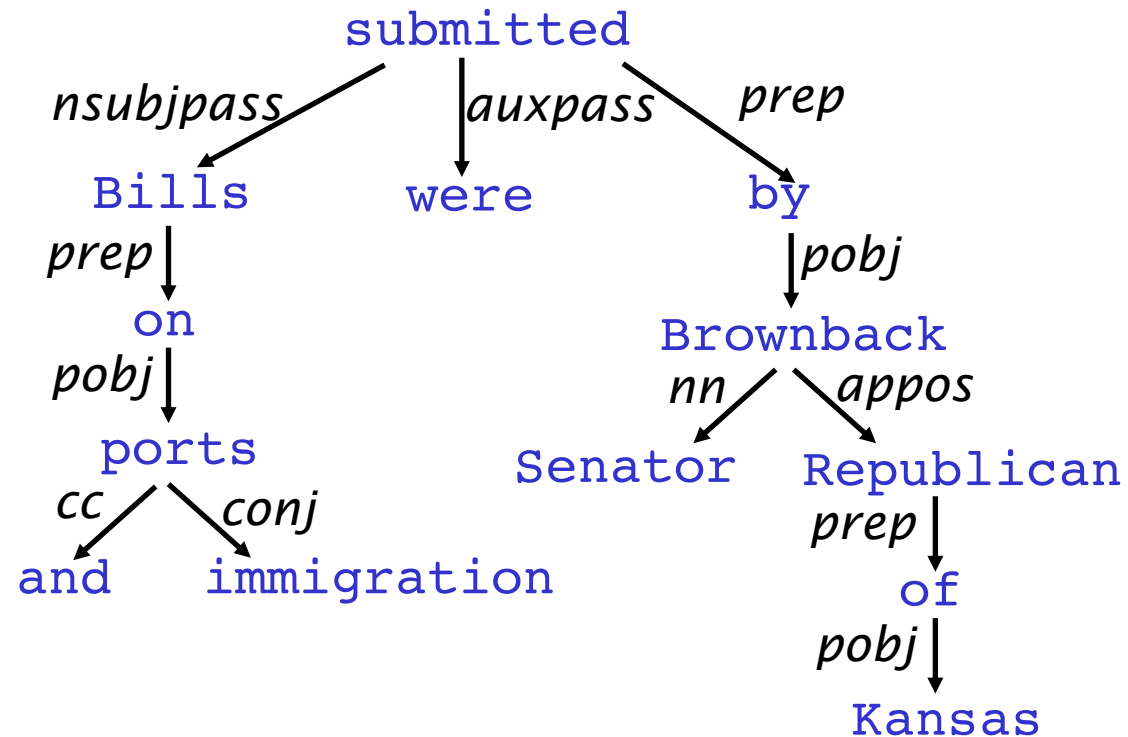 submitted
nsubjpass auxpass prep
Bills were by
prep pobj
on Brownback
pobj nn appos
ports Senator Republican
cc conj prep
and immigration of
pobj
Kansas